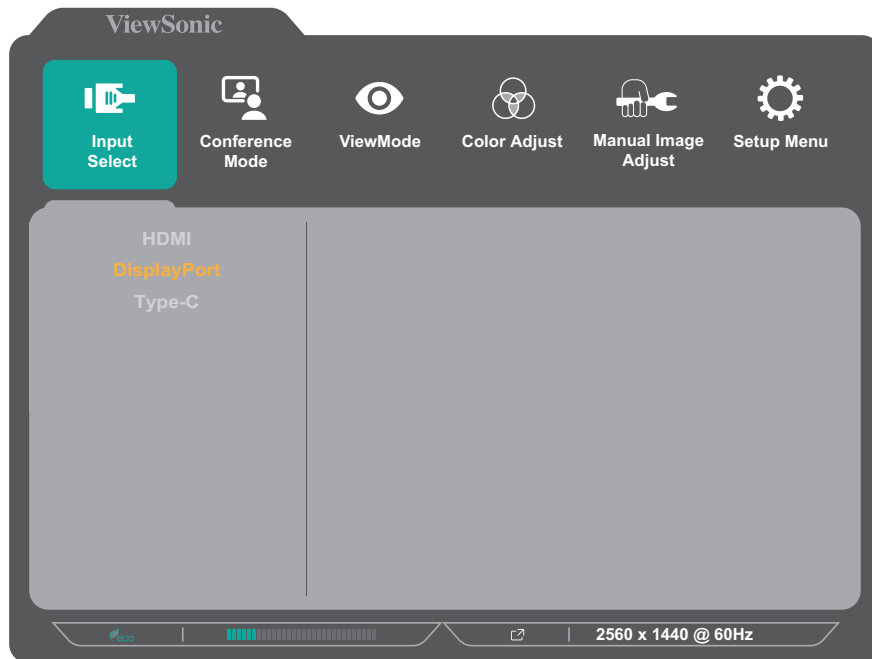 ViewSonic
Input Select
Conference Mode
ViewMode
Color Adjust
Manual Image Adjust
Setup Menu
HDMI
DisplayPort
Type-C
eco
2560 x 1440 @ 60Hz